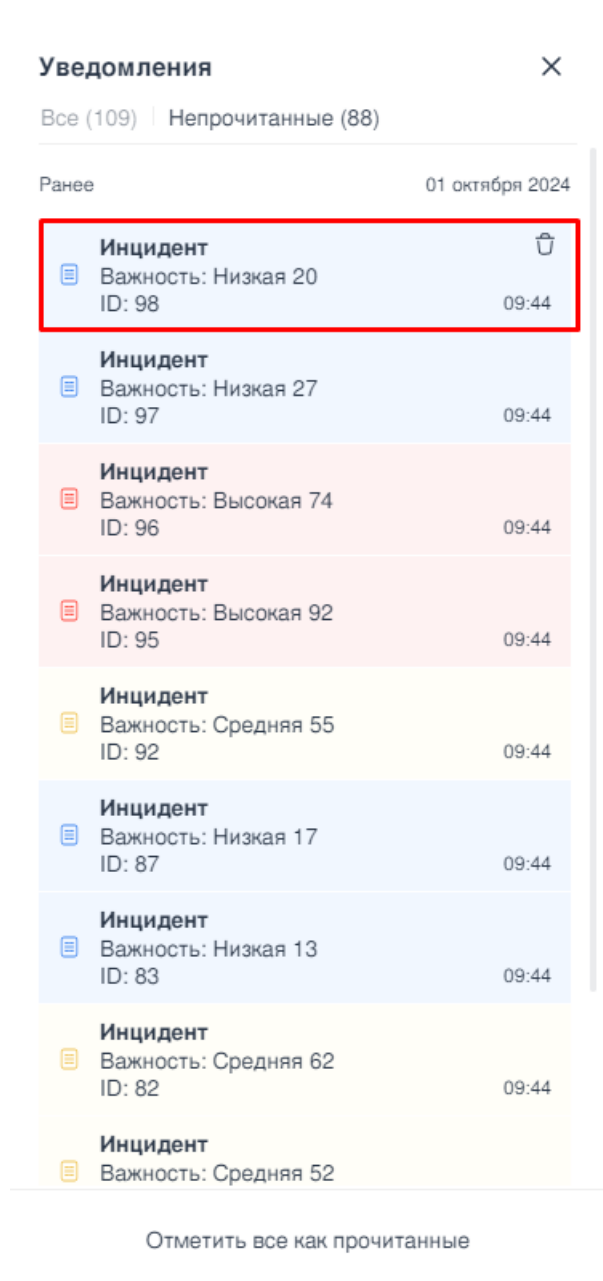 Уведомления
Все (109) Непрочитанные (88)
Ранее 01 октября 2024
Инцидент
Важность: Низкая 20
ID: 98 09:44
Инцидент
Важность: Низкая 27
ID: 97 09:44
Инцидент
Важность: Высокая 74
ID: 96 09:44
Инцидент
Важность: Высокая 92
ID: 95 09:44
Инцидент
Важность: Средняя 55
ID: 92 09:44
Инцидент
Важность: Низкая 17
ID: 87 09:44
Инцидент
Важность: Низкая 13
ID: 83 09:44
Инцидент
Важность: Средняя 62
ID: 82 09:44
Инцидент
Важность: Средняя 52
Отметить все как прочитанные